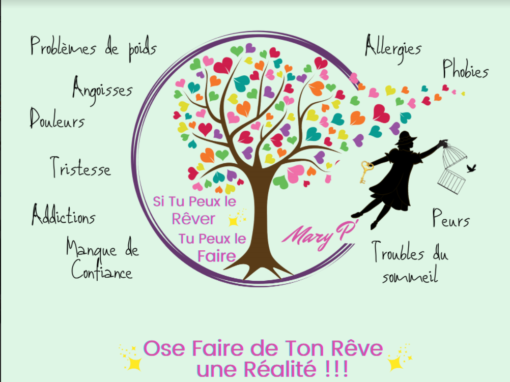 Problèmes de poids
Angoisses
Douleurs
Tristesse
Addictions
Manque de
Confiance
Si Tu Peux le
Rêver
Tu Peux le
Faire
Mary P
Allergies
Phobies
Peurs
Troubles du
sommeil
Ose Faire de Ton Rêve
une Réalité !!!